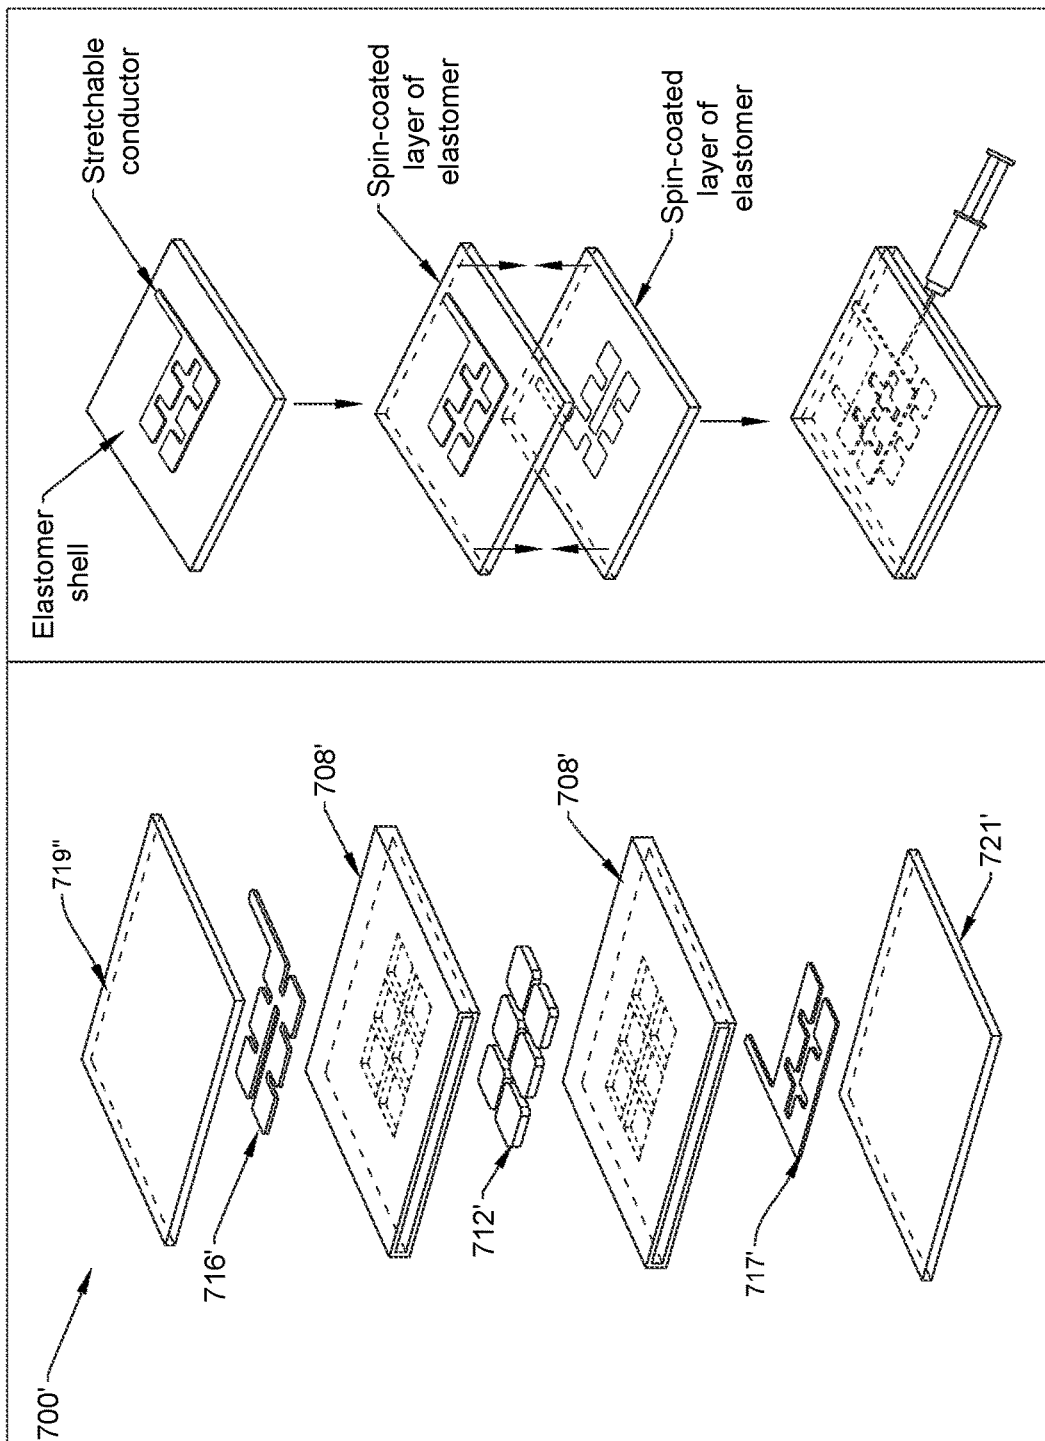 700'
719"
716'
708'
712'
708'
717'
721'
Elastomer
shell
Stretchable
conductor
Spin-coated
layer of
elastomer
Spin-coated
layer of
elastomer